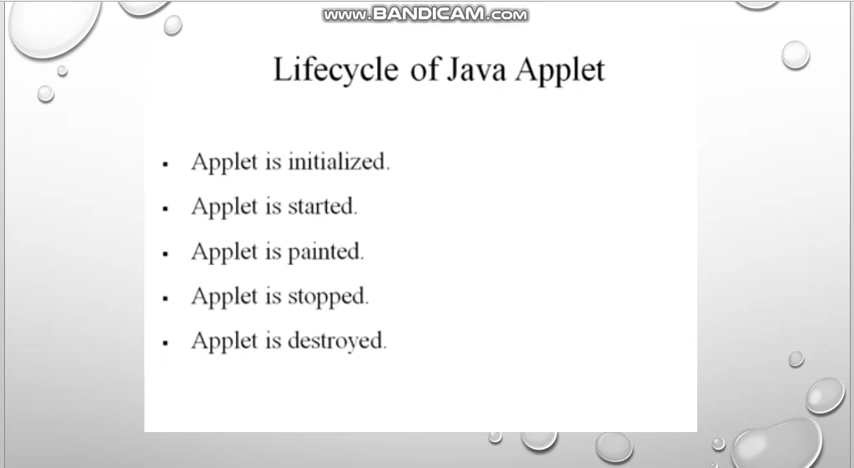 www.BANDICAM.com
Lifecycle of Java Applet
▪ Applet is initialized.
▪ Applet is started.
▪ Applet is painted.
▪ Applet is stopped.
▪ Applet is destroyed.